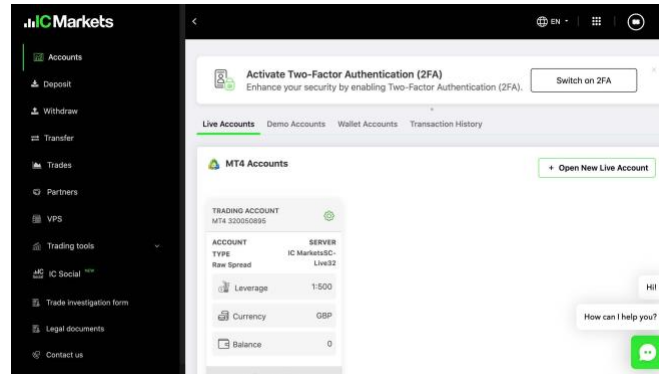 IC Markets
EN
Accounts
Deposit
Withdraw
Transfer
Trades
Partners
VPS
Trading tools
IC Social NEW
Trade investigation form
Legal documents
Contact us
Activate Two-Factor Authentication (2FA)
Enhance your security by enabling Two-Factor Authentication (2FA).
Switch on 2FA
Live Accounts Demo Accounts Wallet Accounts Transaction History
MT4 Accounts
+ Open New Live Account
TRADING ACCOUNT
MT4 320050895
ACCOUNT TYPE
Raw Spread
SERVER
IC MarketsSC-Live32
Leverage 1:500
Currency GBP
Balance 0
Hi!
How can I help you?